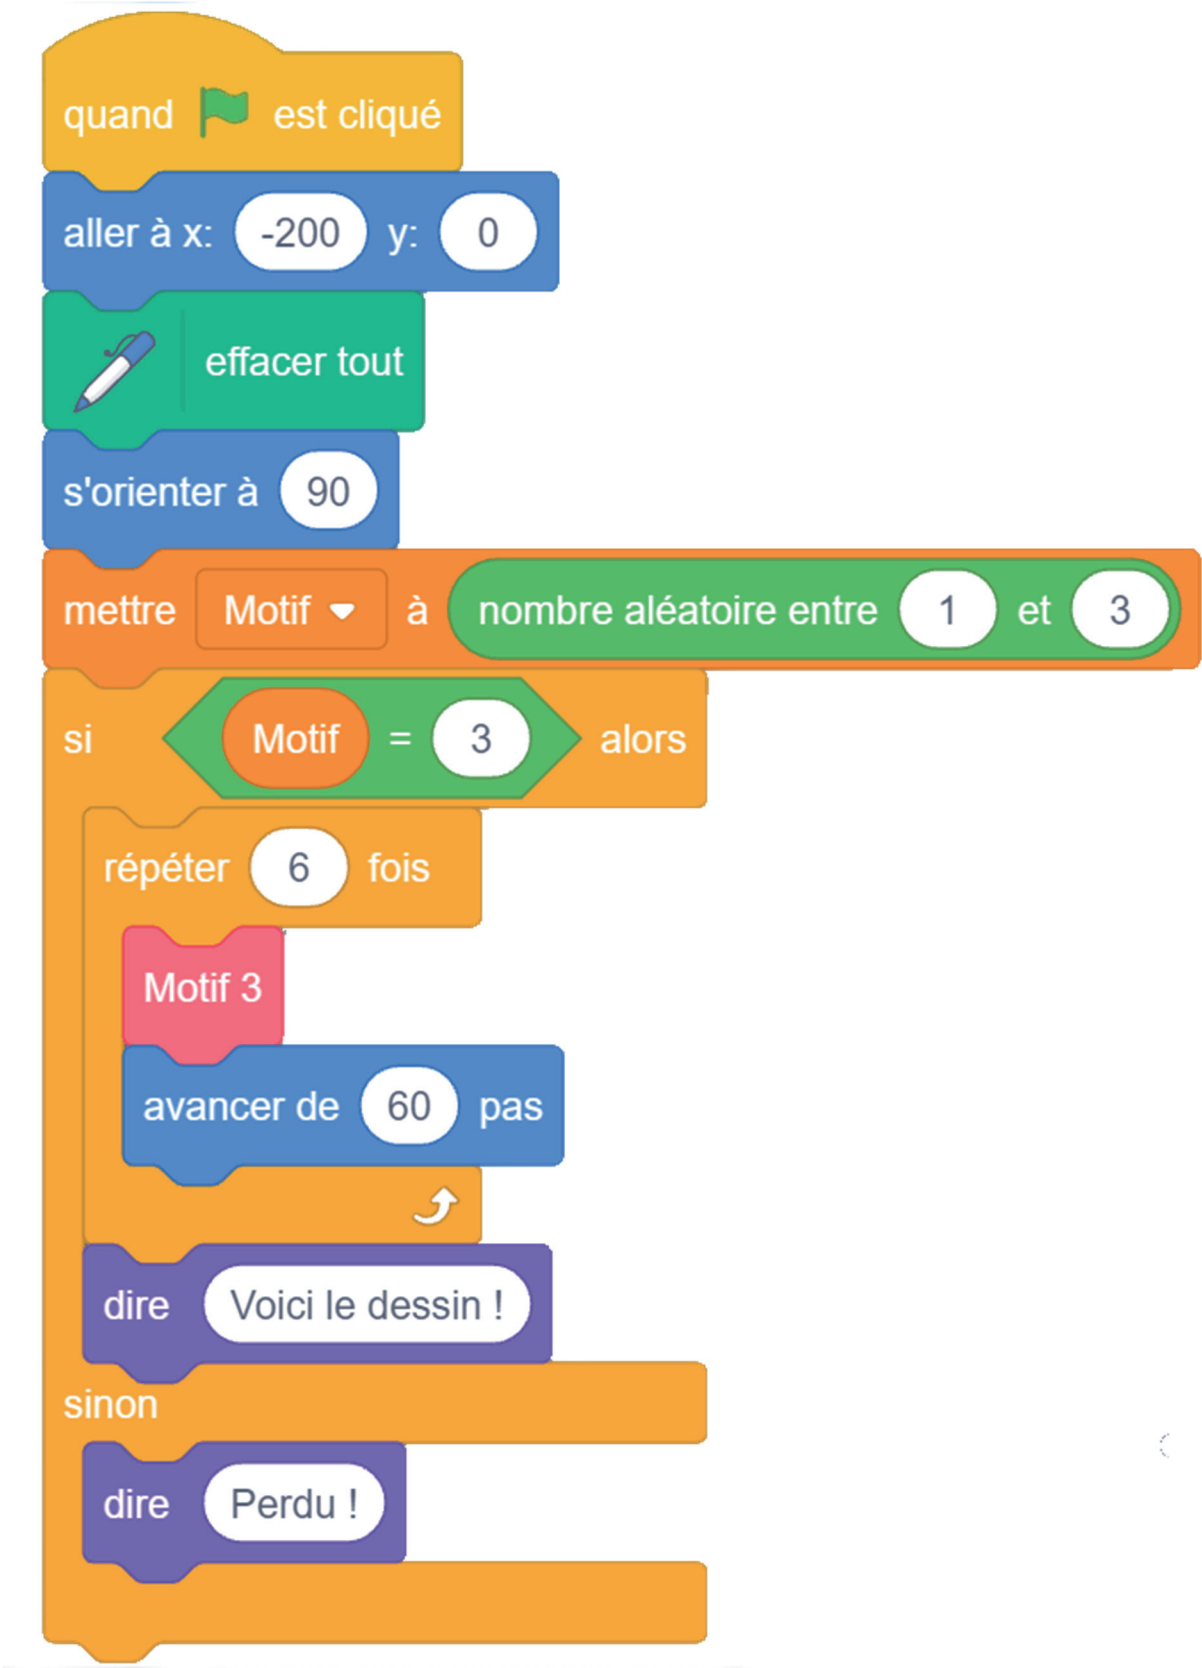 quand est cliqué
aller à x: -200 y: 0
effacer tout
s'orienter à 90
mettre Motif à nombre aléatoire entre 1 et 3
si Motif = 3 alors
répéter 6 fois
Motif 3
avancer de 60 pas
dire Voici le dessin !
sinon
dire Perdu !